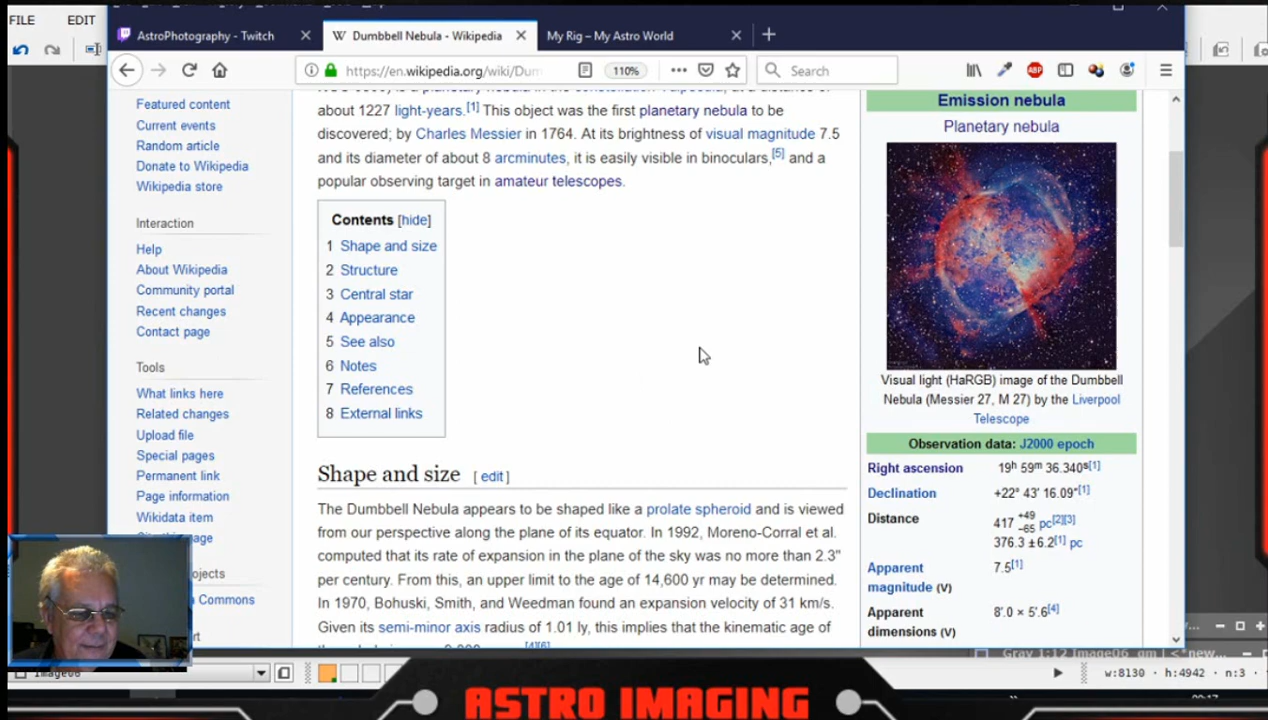 FILE EDIT
AstroPhotography - Twitch
W Dumbbell Nebula - Wikipedia
My Rig – My Astro World
https://en.wikipedia.org/wiki/Dum
110%
Search
ABP
Featured content
Current events
Random article
Donate to Wikipedia
Wikipedia store
Interaction
Help
About Wikipedia
Community portal
Recent changes
Contact page
Tools
What links here
Related changes
Upload file
Special pages
Permanent link
Page information
Wikidata item
page
ojects
Commons
about 1227 light-years.[1] This object was the first planetary nebula to be
discovered; by Charles Messier in 1764. At its brightness of visual magnitude 7.5
and its diameter of about 8 arcminutes, it is easily visible in binoculars,[5] and a
popular observing target in amateur telescopes.
Contents [hide]
1 Shape and size
2 Structure
3 Central star
4 Appearance
5 See also
6 Notes
7 References
8 External links
Shape and size [ edit ]
The Dumbbell Nebula appears to be shaped like a prolate spheroid and is viewed
from our perspective along the plane of its equator. In 1992, Moreno-Corral et al.
computed that its rate of expansion in the plane of the sky was no more than 2.3"
per century. From this, an upper limit to the age of 14,600 yr may be determined.
In 1970, Bohuski, Smith, and Weedman found an expansion velocity of 31 km/s.
Given its semi-minor axis radius of 1.01 ly, this implies that the kinematic age of
Emission nebula
Planetary nebula
Visual light (HaRGB) image of the Dumbbell
Nebula (Messier 27, M 27) by the Liverpool
Telescope
Observation data: J2000 epoch
Right ascension 19h 59m 36.340s[1]
Declination +22° 43′ 16.09″[1]
Distance 417 +49 −65 pc[2][3]
376.3 ±6.2[1] pc
Apparent magnitude (V) 7.5[1]
Apparent dimensions (V) 8′.0 × 5′.6[4]
Gray 1:12 Image06_qm | <*new...
Image06
w:8130 · h:4942 · n:3
ASTRO IMAGING